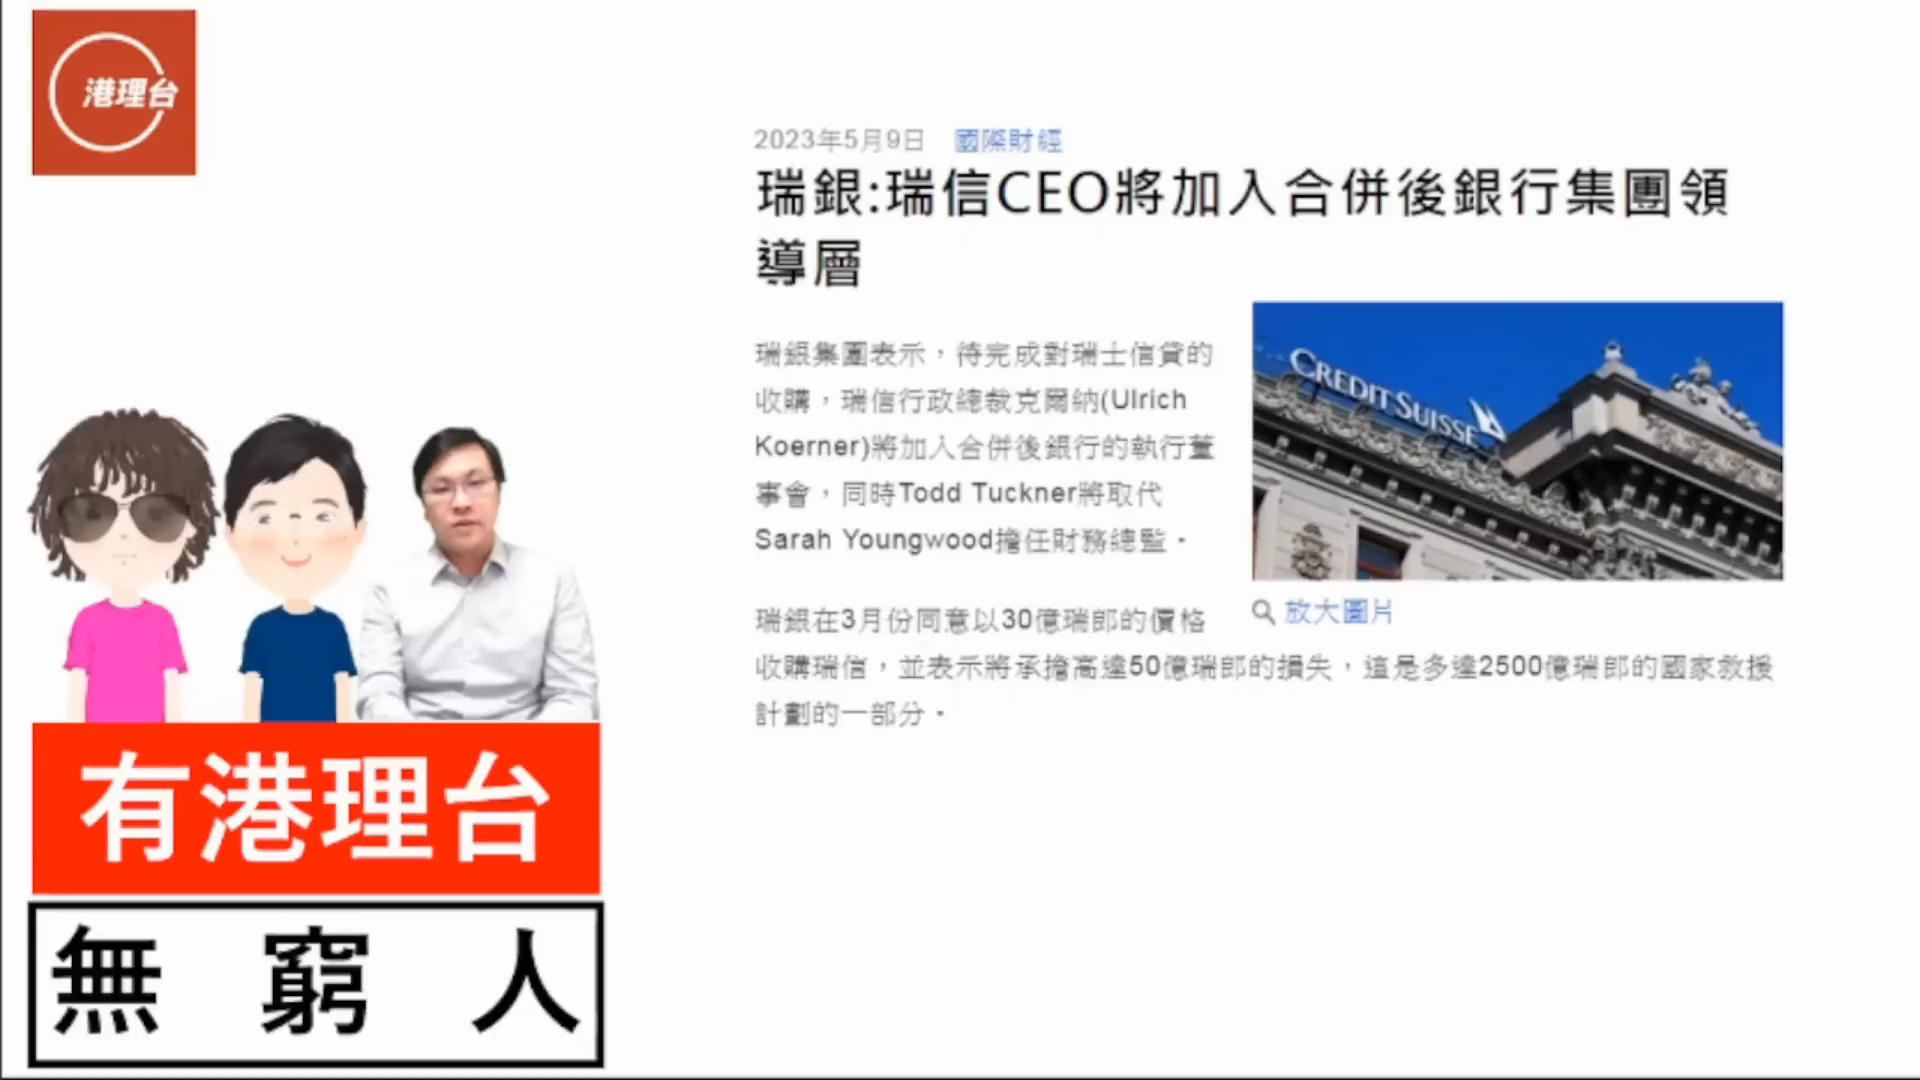 港理台
2023年5月9日 國際財經
瑞銀:瑞信CEO將加入合併後銀行集團領
導層
瑞銀集團表示，待完成對瑞士信貸的
收購，瑞信行政總裁克爾納(Ulrich
Koerner)將加入合併後銀行的執行董
事會，同時Todd Tuckner將取代
Sarah Youngwood擔任財務總監。
CREDIT SUISSE
放大圖片
瑞銀在3月份同意以30億瑞郎的價格
收購瑞信，並表示將承擔高達50億瑞郎的損失，這是多達2500億瑞郎的國家救援
計劃的一部分。
有港理台
無窮人